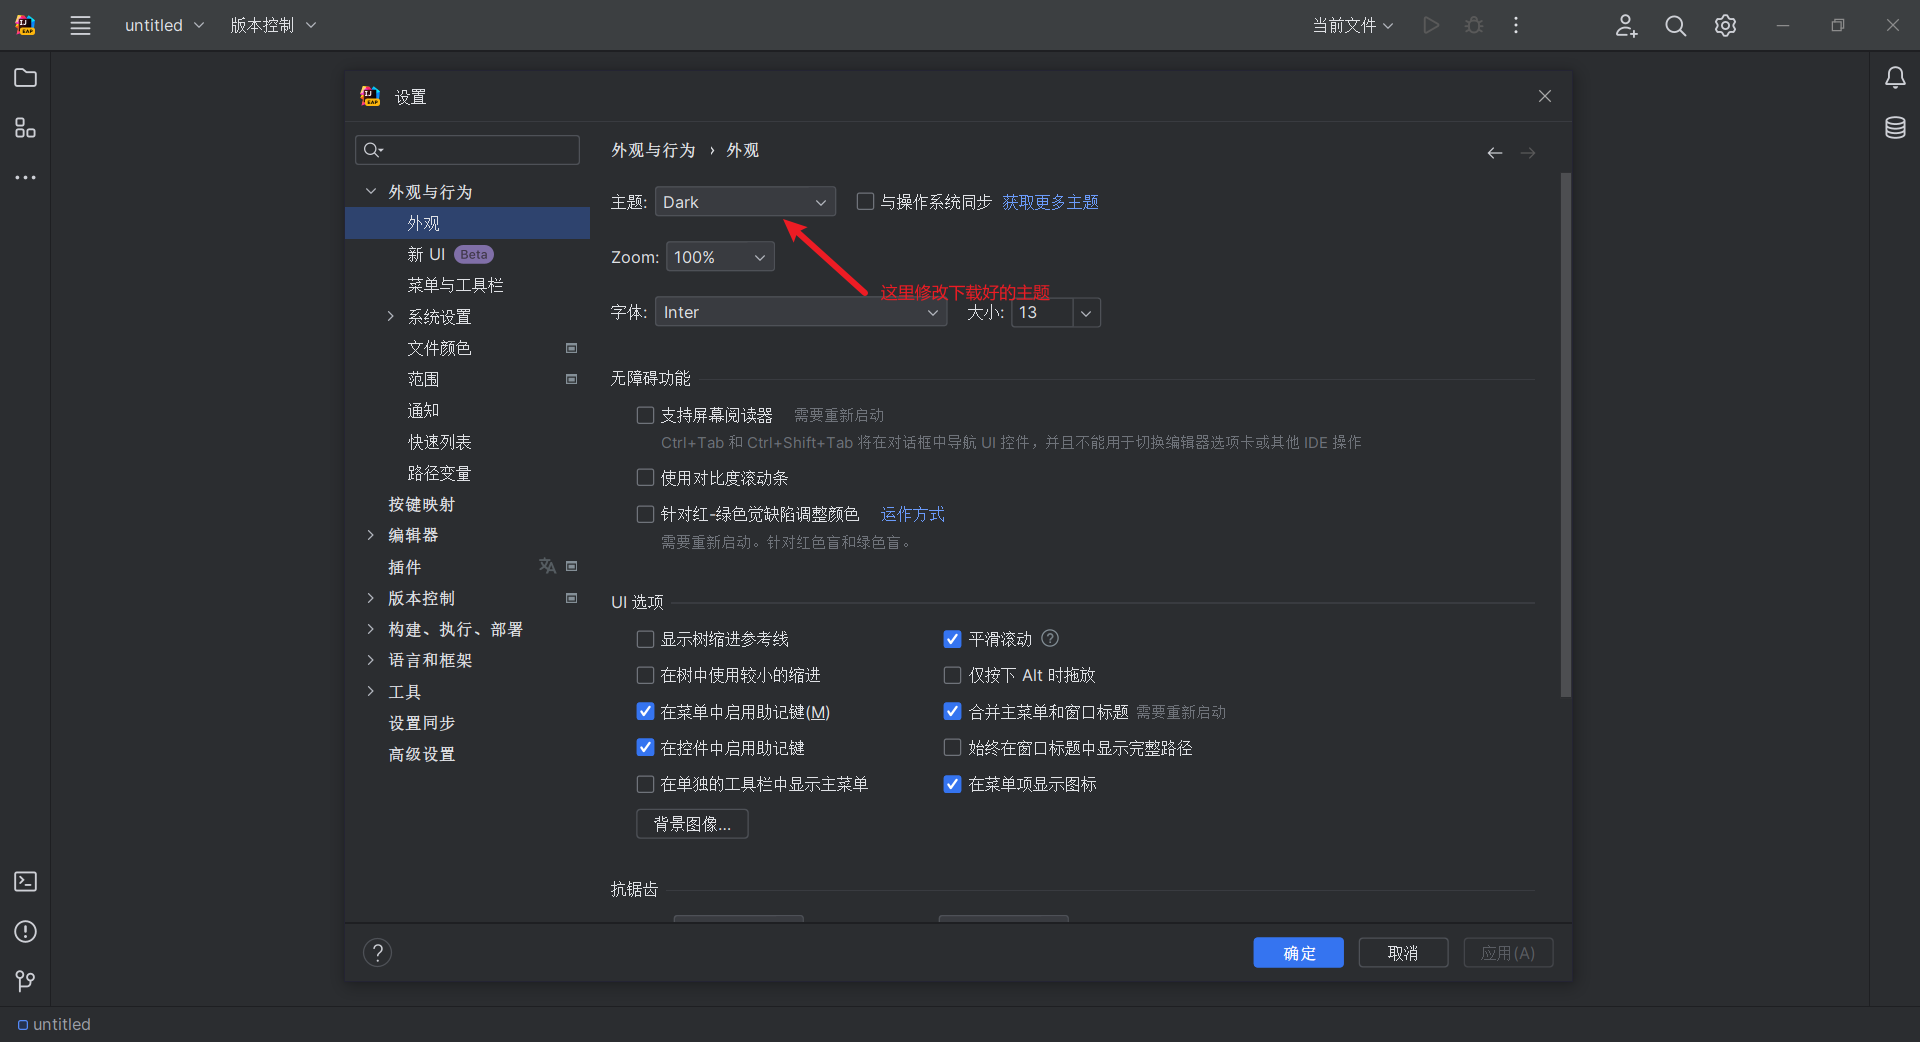 untitled
版本控制
当前文件
设置
外观与行为
外观
新 UI Beta
菜单与工具栏
系统设置
文件颜色
范围
通知
快速列表
路径变量
按键映射
编辑器
插件
版本控制
构建、执行、部署
语言和框架
工具
设置同步
高级设置
外观与行为 › 外观
主题: Dark 与操作系统同步 获取更多主题
Zoom: 100%
这里修改下载好的主题
字体: Inter 大小: 13
无障碍功能
支持屏幕阅读器 需要重新启动
Ctrl+Tab 和 Ctrl+Shift+Tab 将在对话框中导航 UI 控件，并且不能用于切换编辑器选项卡或其他 IDE 操作
使用对比度滚动条
针对红-绿色觉缺陷调整颜色 运作方式
需要重新启动。针对红色盲和绿色盲。
UI 选项
显示树缩进参考线 平滑滚动
在树中使用较小的缩进 仅按下 Alt 时拖放
在菜单中启用助记键(M) 合并主菜单和窗口标题 需要重新启动
在控件中启用助记键 始终在窗口标题中显示完整路径
在单独的工具栏中显示主菜单 在菜单项显示图标
背景图像...
抗锯齿
? 确定 取消 应用(A)
untitled